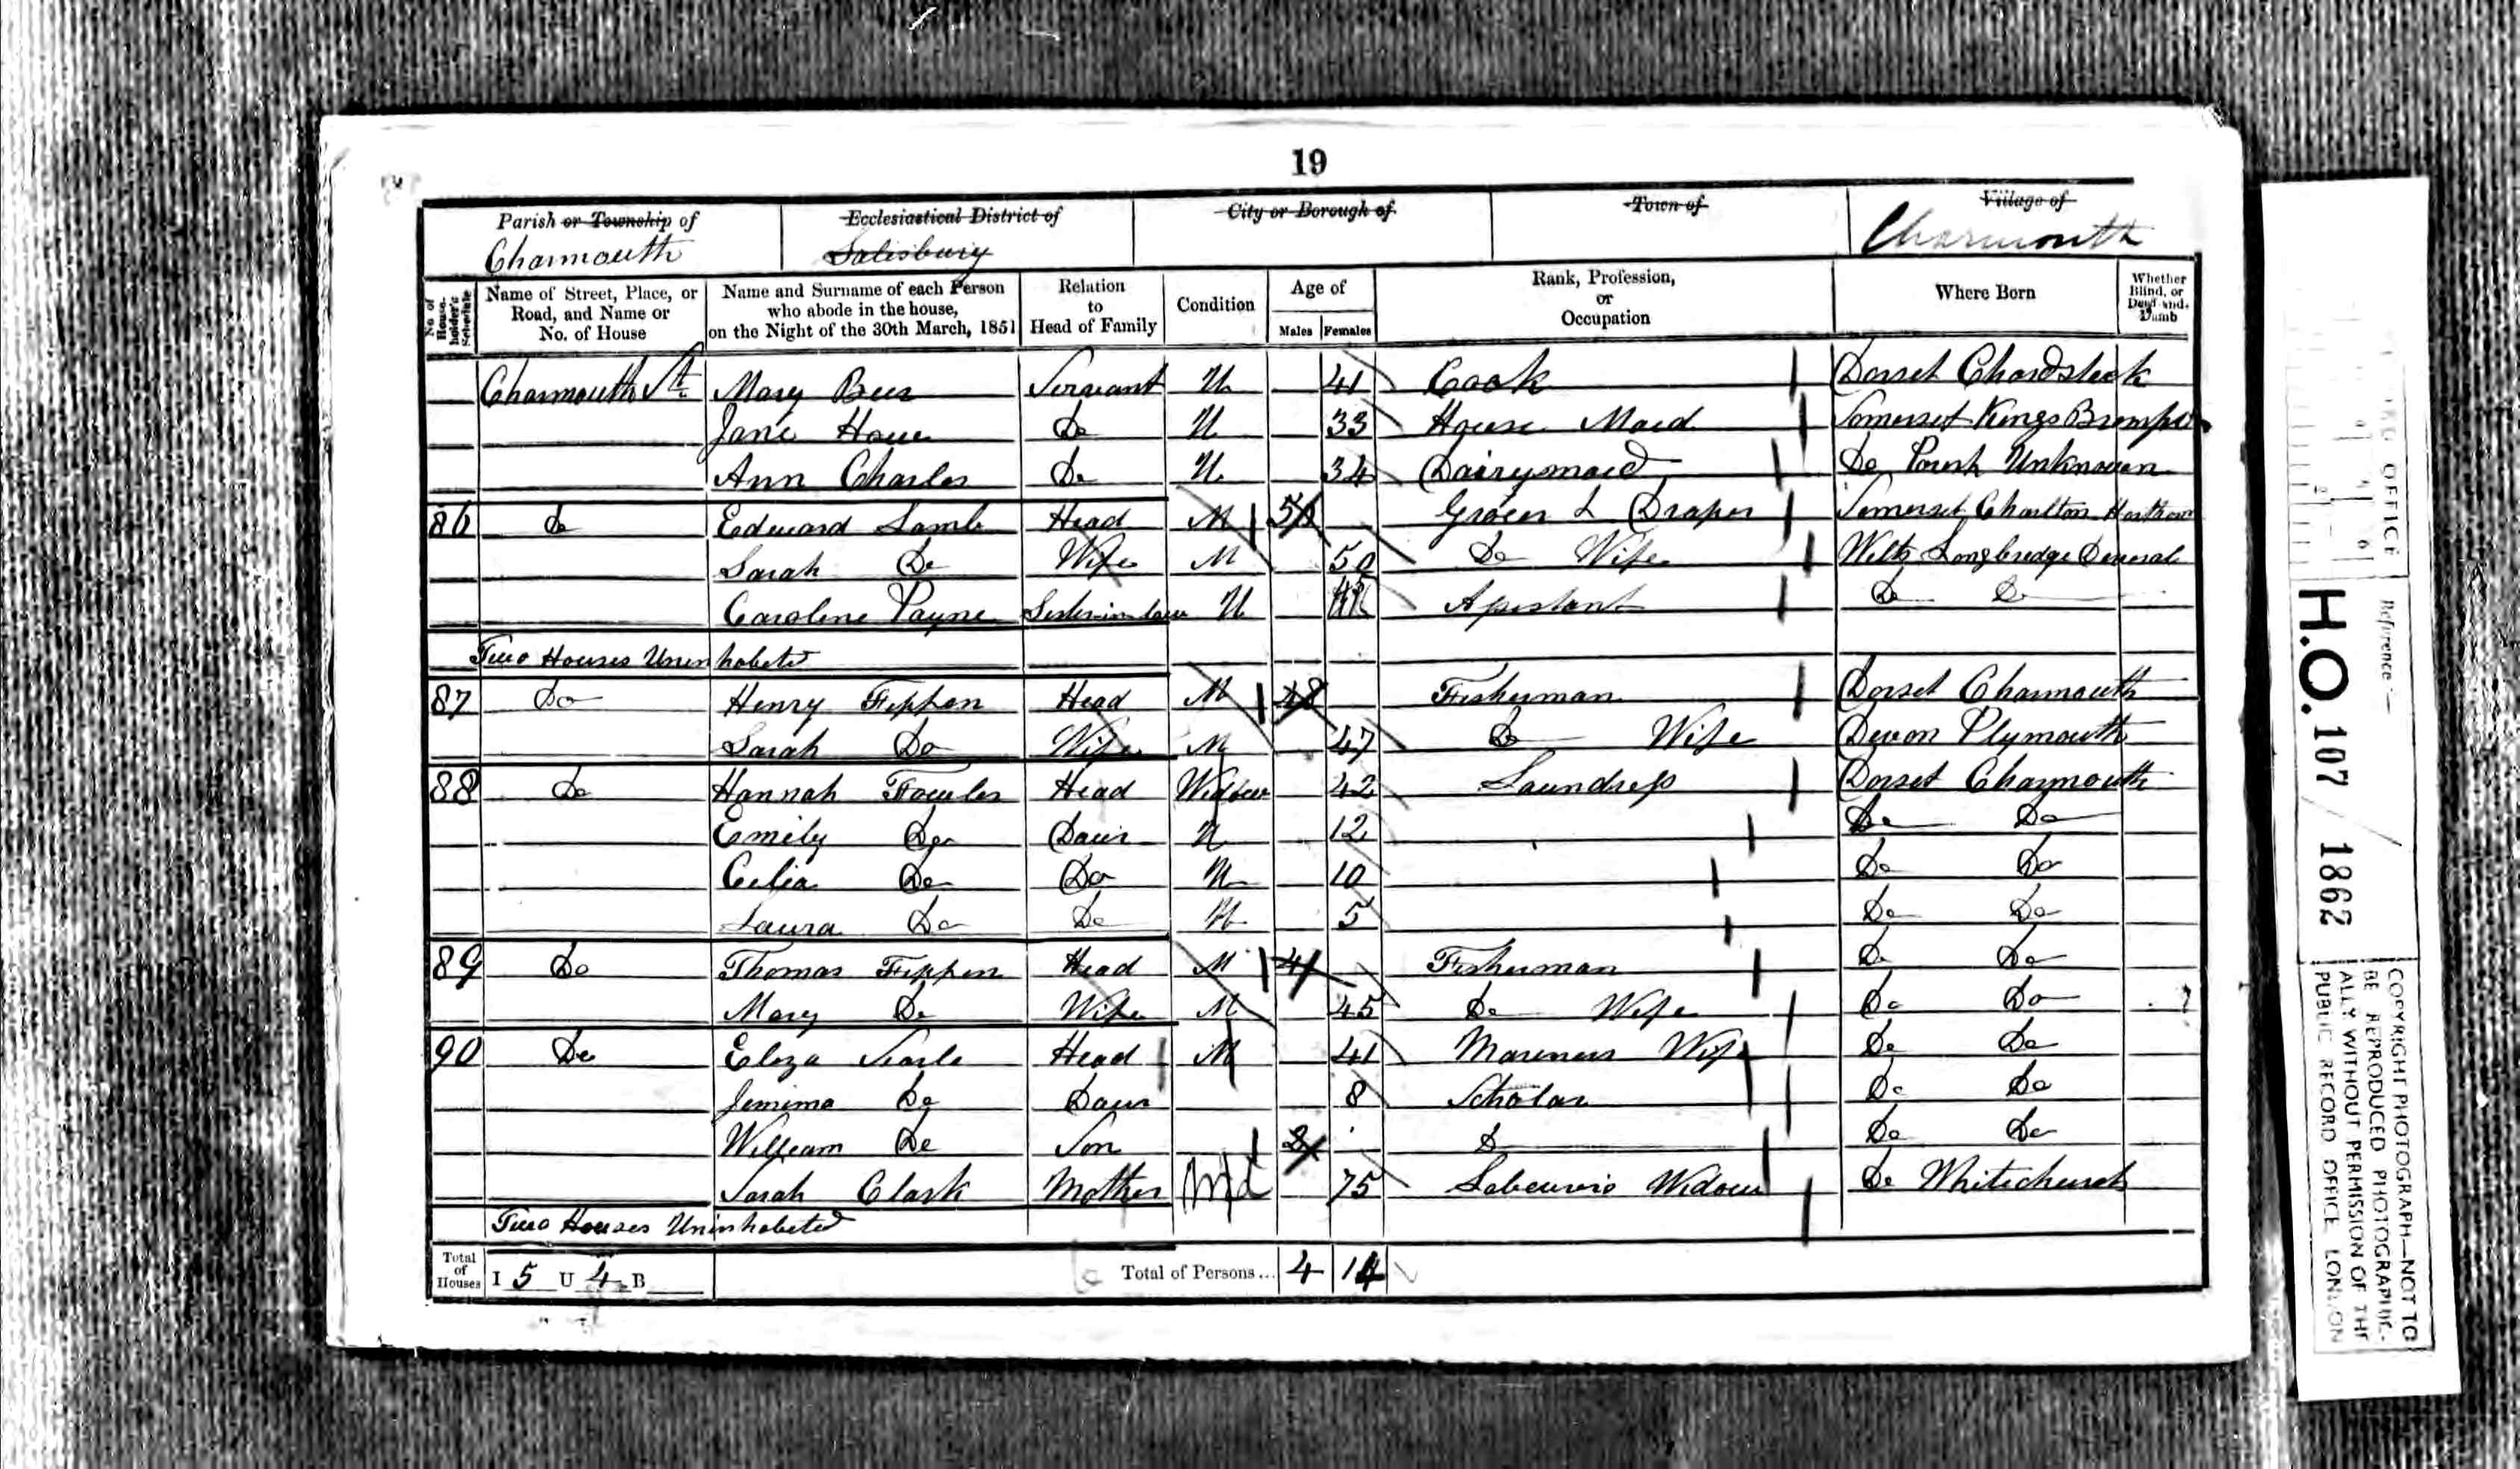 19
Parish or Township of Ecclesiastical District of City or Borough of Town of Village of
Charmouth Salisbury Charmouth
No. of House-holder's Schedule Name of Street, Place, or Road, and Name or No. of House Name and Surname of each Person who abode in the house, on the Night of the 30th March, 1851 Relation to Head of Family Condition Age of Males Females Rank, Profession, or Occupation Where Born Whether Blind, or Deaf and Dumb
Charmouth St Mary Bees Servant U 41 Cook Dorset Chardstock
Jane Howe Do U 33 House Maid Somerset Kings Brompton
Ann Charles Do U 34 Dairymaid Do Parish Unknown
86 Do Edward Lamb Head M Grocer & Draper Somerset Charlton
Sarah Do Wife M 50 Do Wife Wilts Longbredge Deveral
Caroline Payne Sister in law U Assistant Do Do
Two Houses Uninhabited
87 Do Henry Fippen Head M 48 Fisherman Dorset Charmouth
Sarah Do Wife M 47 Do Wife Devon Plymouth
88 Do Hannah Fowler Head Widow 42 Laundress Dorset Charmouth
Emily Do Daur U 12 Do Do
Celia Do Do U 10 Do Do
Laura Do Do U 5 Do Do
89 Do Thomas Fippen Head M 41 Fisherman Do Do
Mary Do Wife M 45 Do Wife Do Do
90 Do Eliza Searle Head M 41 Mariners Wife Do Do
Jemima Do Daur 8 Scholar Do Do
William Do Son 2 Do Do Do
Sarah Clark Mother Wid 75 Labourers Widow Do Whitechurch
Two Houses Uninhabited
Total of Houses I 5 U 4 B Total of Persons... 4 14
OFFICE
Reference :-
H.O. 107 / 1862
COPYRIGHT PHOTOGRAPH—NOT TO
BE REPRODUCED PHOTOGRAPHIC-
ALLY WITHOUT PERMISSION OF THE
PUBLIC RECORD OFFICE LONDON